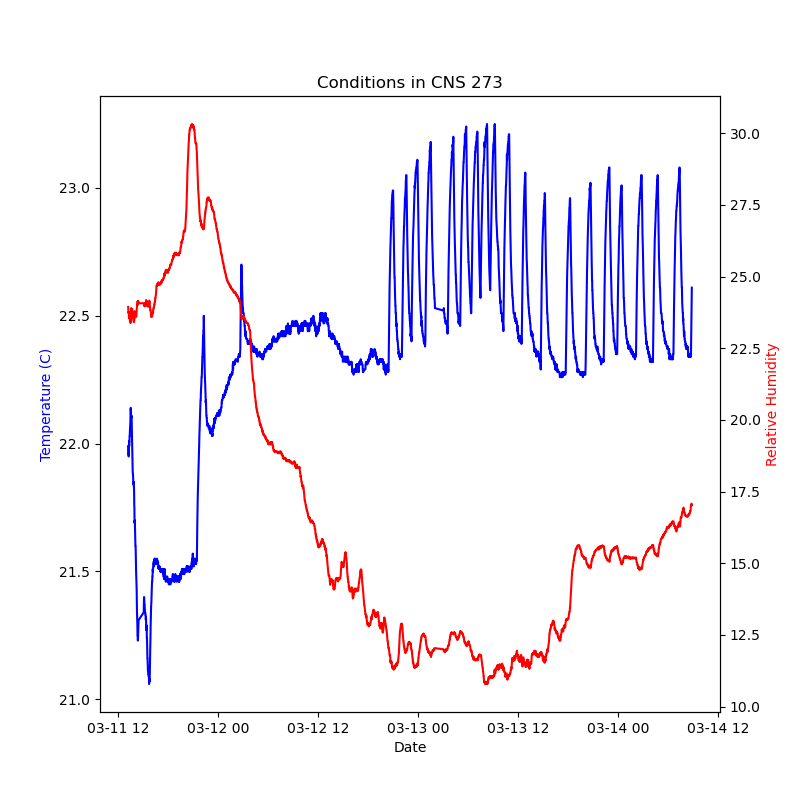 Conditions in CNS 273
23.0
22.5
22.0
21.5
21.0
Temperature (C)
30.0
27.5
25.0
22.5
20.0
17.5
15.0
12.5
10.0
Relative Humidity
03-11 12 03-12 00 03-12 12 03-13 00 03-13 12 03-14 00 03-14 12
Date